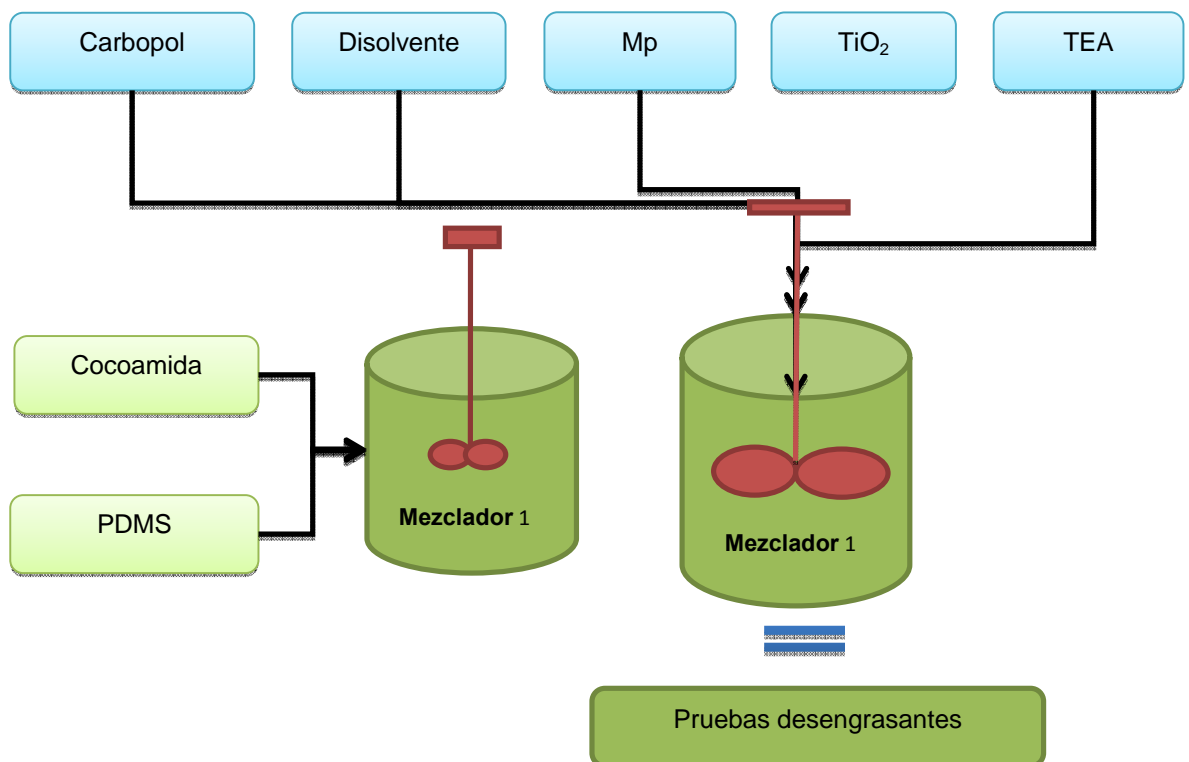 Carbopol
Disolvente
Mp
TiO₂
TEA
Cocoamida
PDMS
Mezclador 1
Mezclador 1
Pruebas desengrasantes